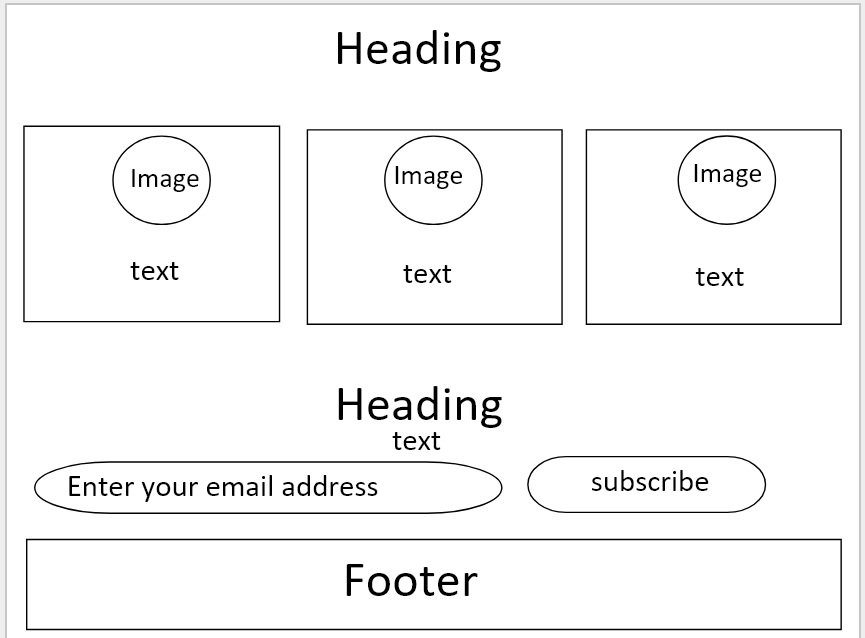 Heading
Image
Image
Image
text
text
text
Heading
text
Enter your email address
subscribe
Footer